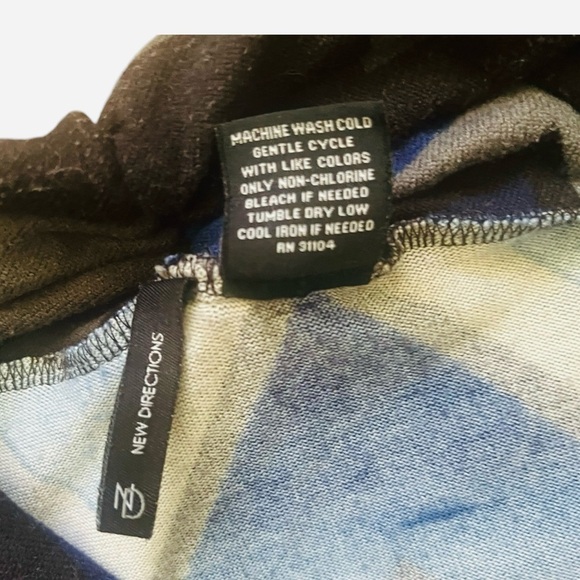 MACHINE WASH COLD
GENTLE CYCLE
WITH LIKE COLORS
ONLY NON-CHLORINE
BLEACH IF NEEDED
TUMBLE DRY LOW
COOL IRON IF NEEDED
RN 31104
NEW DIRECTIONS
ND